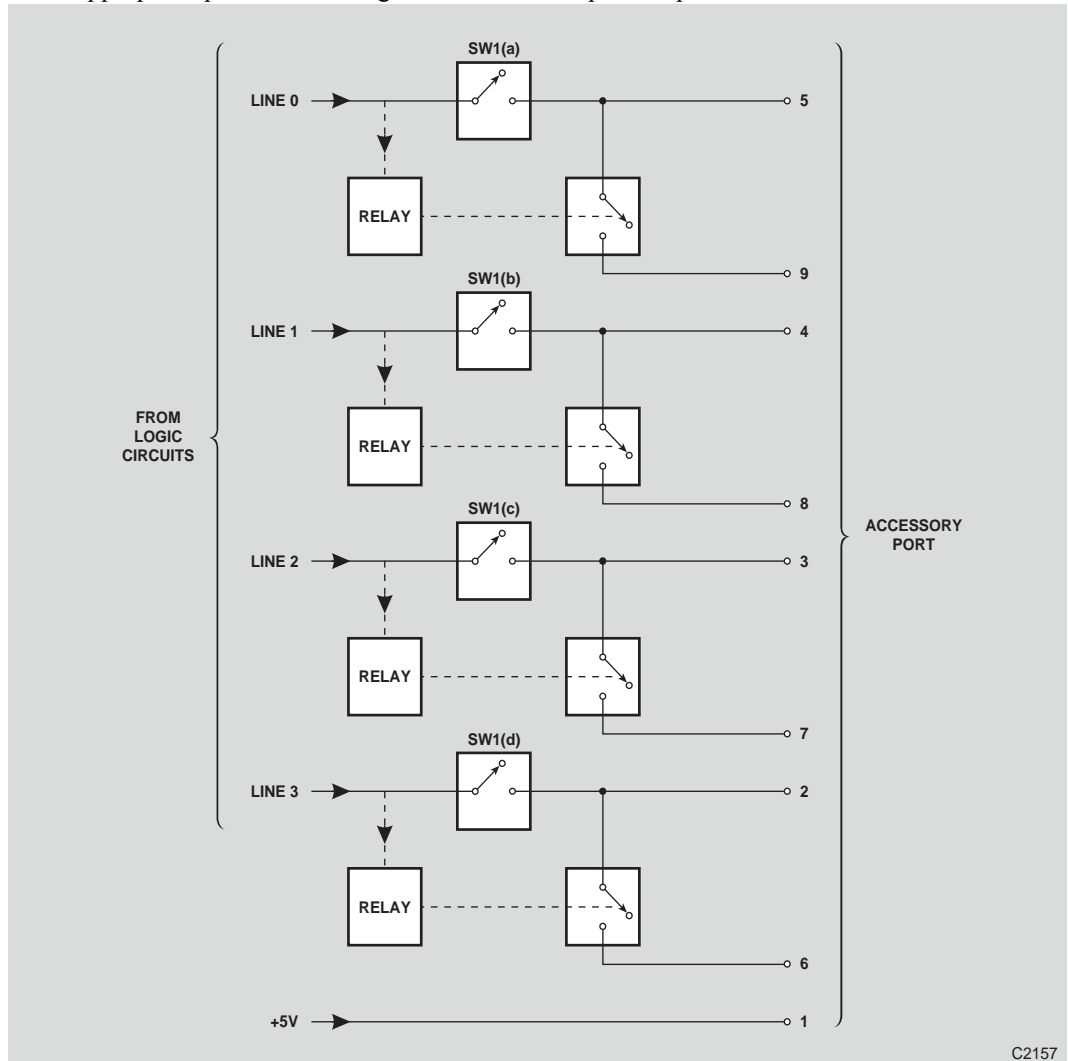 SW1(a)
LINE 0
5
RELAY
9
SW1(b)
LINE 1
4
RELAY
8
FROM
LOGIC
CIRCUITS
SW1(c)
LINE 2
3
ACCESSORY
PORT
RELAY
7
SW1(d)
LINE 3
2
RELAY
6
+5V
1
C2157